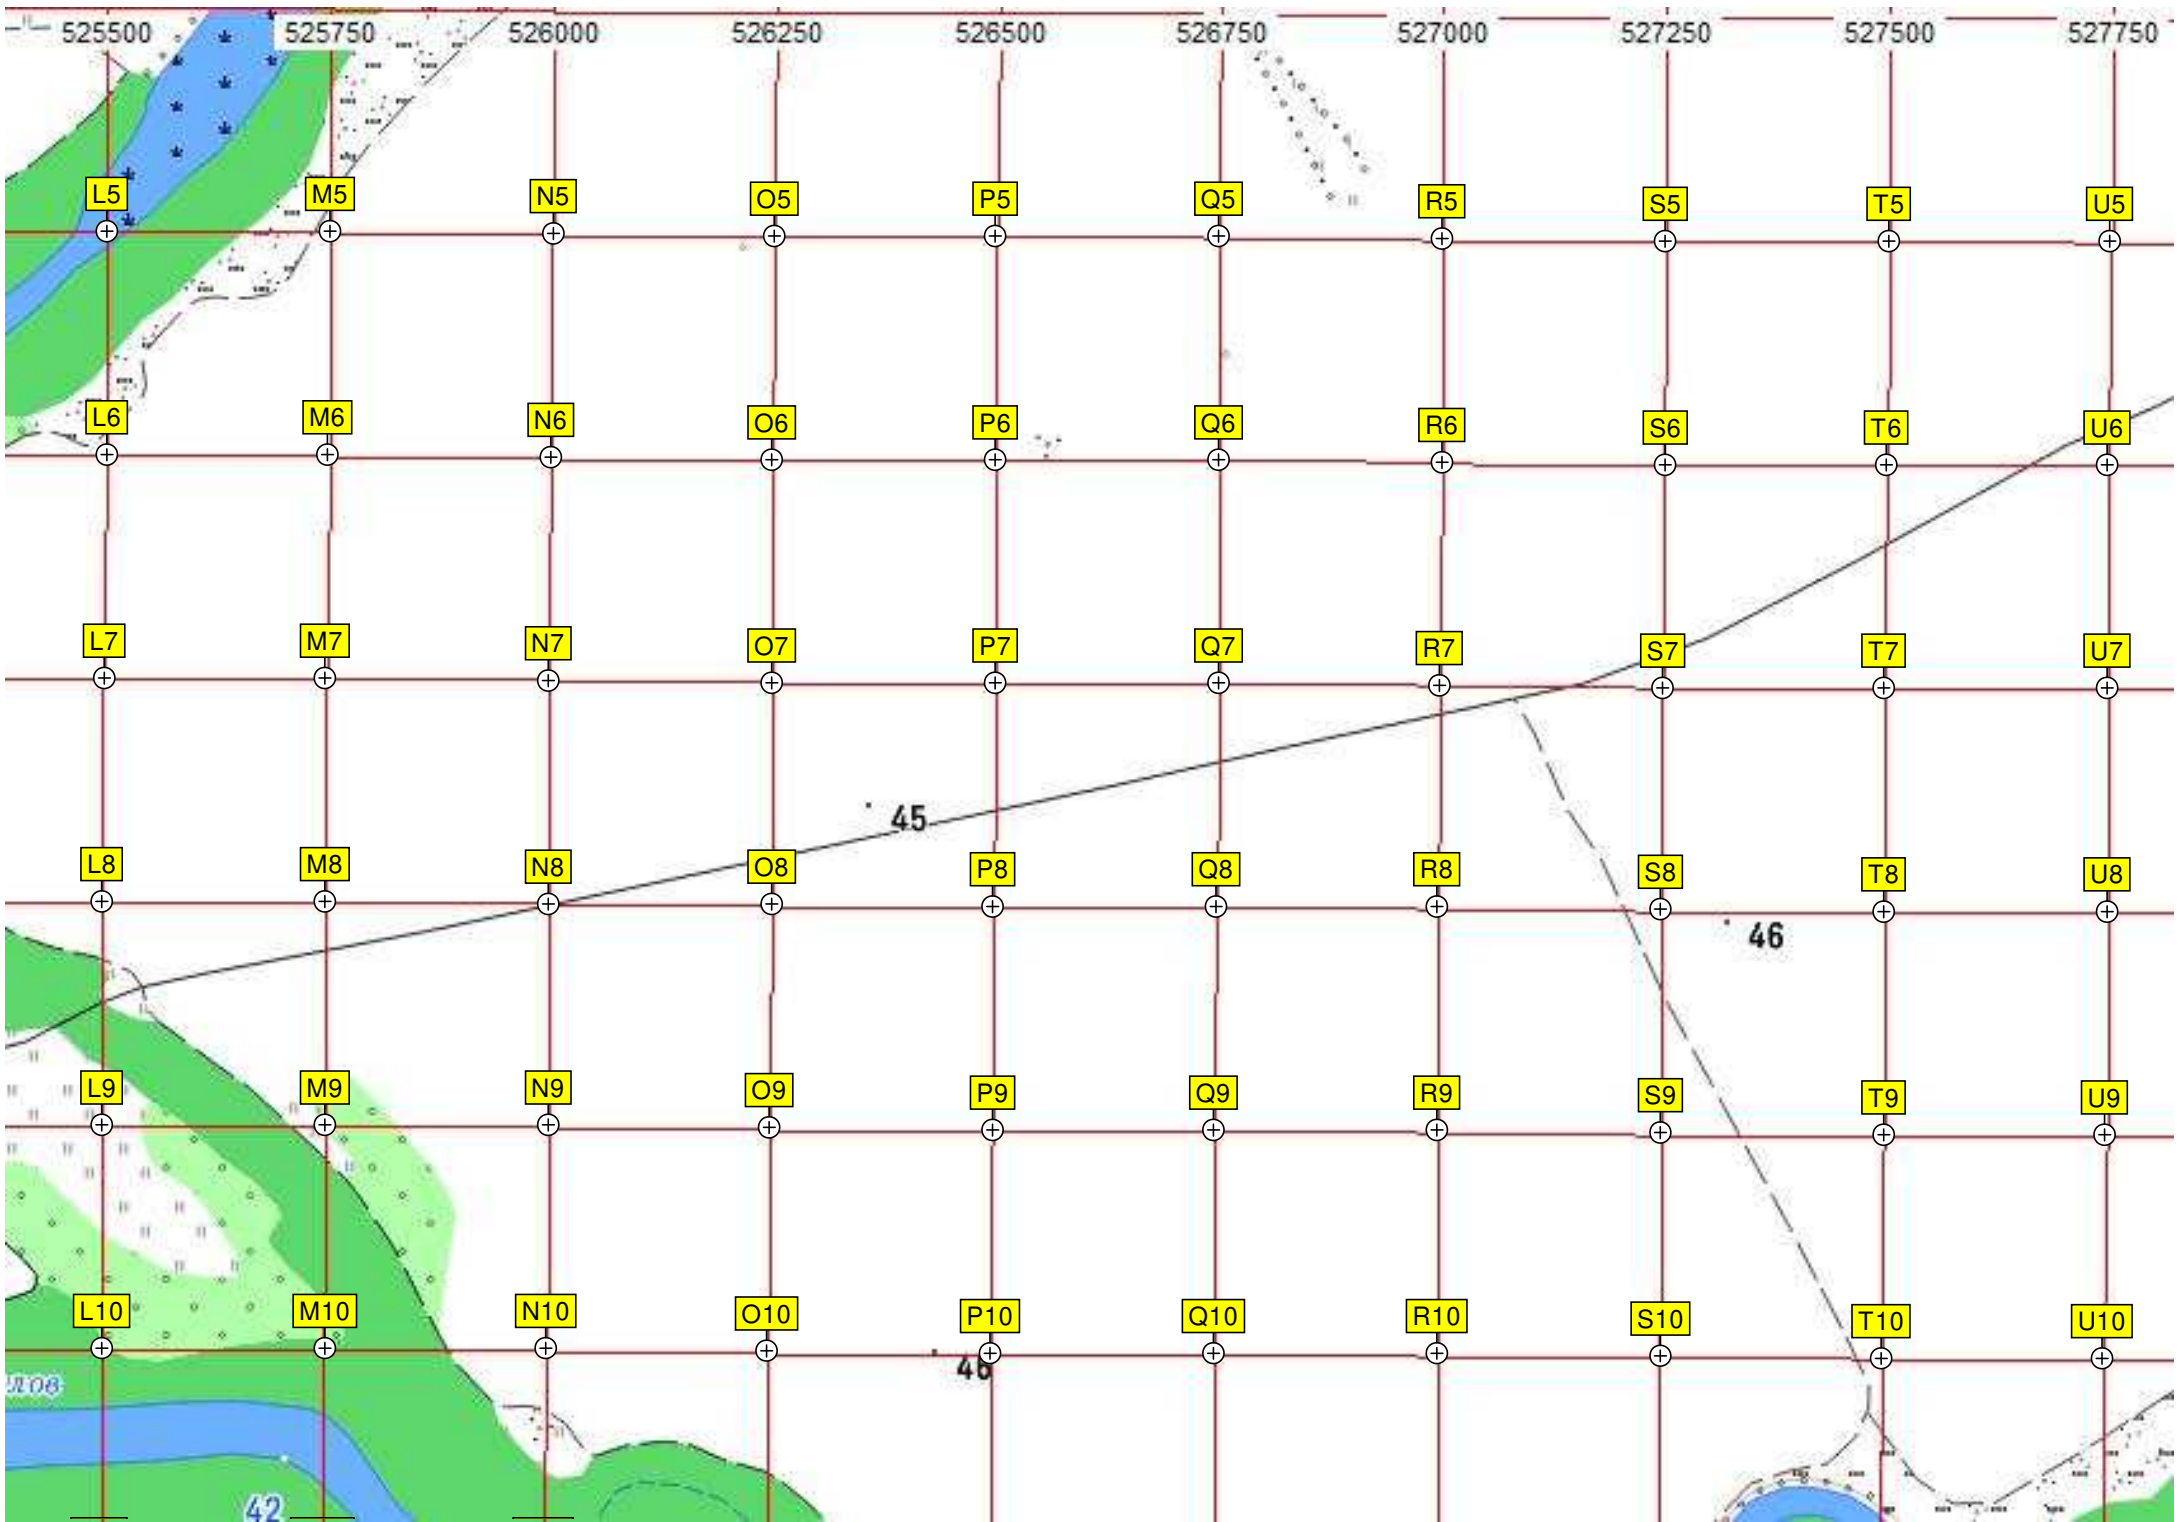 525500 525750 526000 526250 526500 526750 527000 527250 527500 527750
L5 M5 N5 O5 P5 Q5 R5 S5 T5 U5
L6 M6 N6 O6 P6 Q6 R6 S6 T6 U6
L7 M7 N7 O7 P7 Q7 R7 S7 T7 U7
45
L8 M8 N8 O8 P8 Q8 R8 S8 T8 U8
46
L9 M9 N9 O9 P9 Q9 R9 S9 T9 U9
L10 M10 N10 O10 P10 Q10 R10 S10 T10 U10
46
лов
42